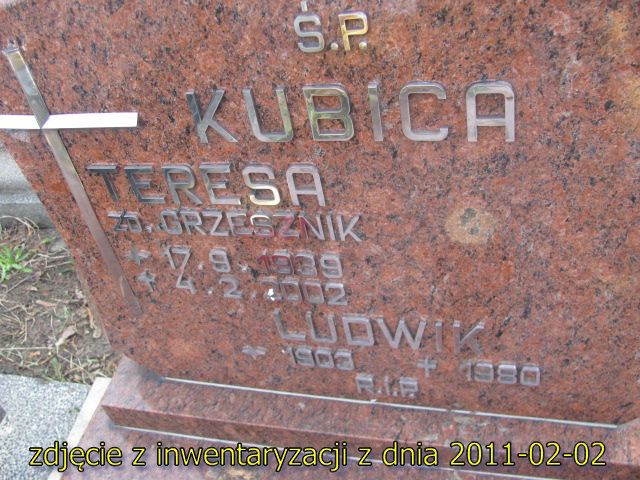 Ś.P.
KUBICA
TERESA
ZD. GRZESZNIK
* 17.9.1939
+ 4.2.2002
LUDWIK
* 1903 + 1980
R.I.P.
zdjęcie z inwentaryzacji z dnia 2011-02-02